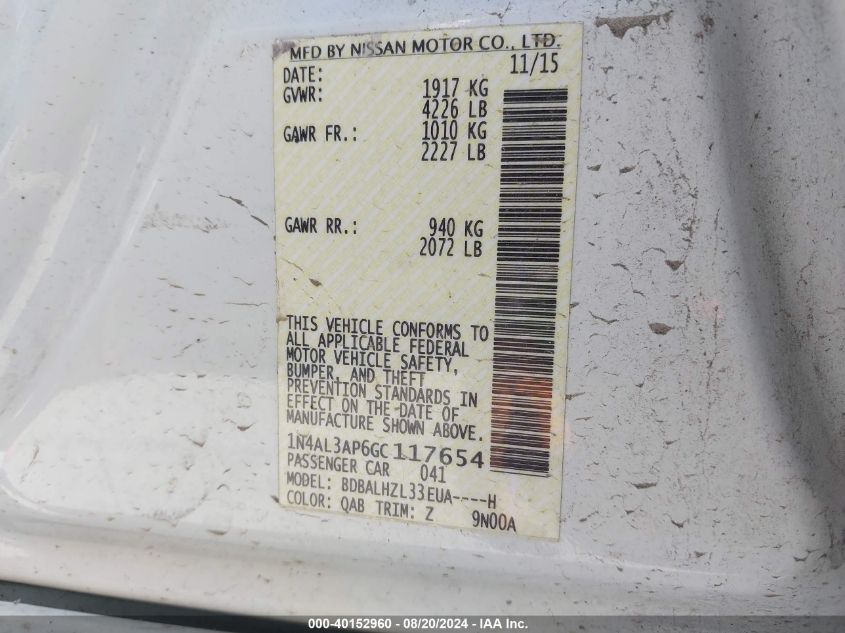 MFD BY NISSAN MOTOR CO., LTD.
DATE: 11/15
GVWR: 1917 KG
4226 LB
GAWR FR.: 1010 KG
2227 LB
GAWR RR.: 940 KG
2072 LB
THIS VEHICLE CONFORMS TO
ALL APPLICABLE FEDERAL
MOTOR VEHICLE SAFETY,
BUMPER, AND THEFT
PREVENTION STANDARDS IN
EFFECT ON THE DATE OF
MANUFACTURE SHOWN ABOVE.
1N4AL3AP6GC117654
PASSENGER CAR 041
MODEL: BDBALHZL33EUA----H
COLOR: QAB TRIM: Z 9N00A
000-40152960 - 08/20/2024 - IAA Inc.